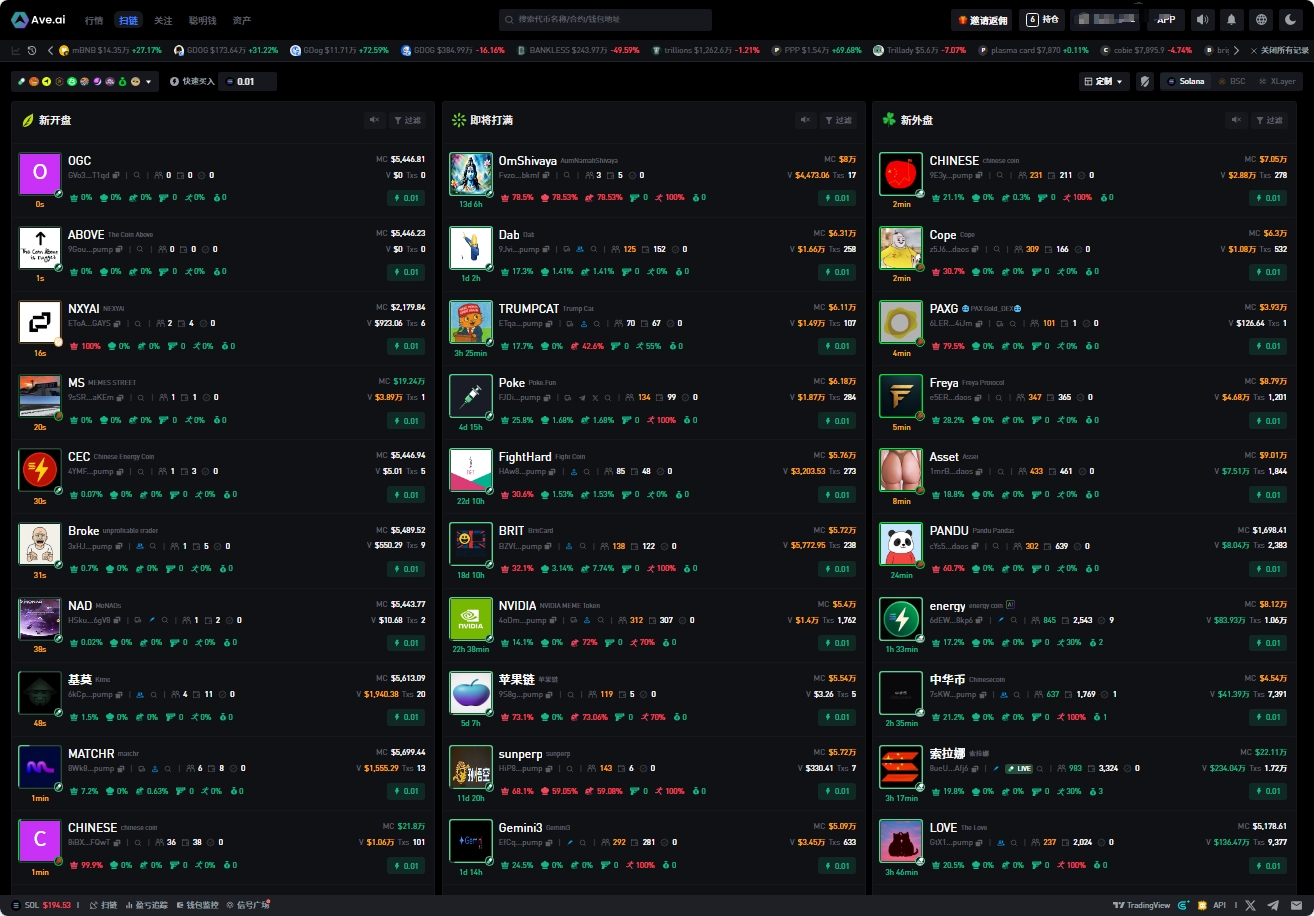 Ave.ai 行情 扫链 关注 聪明钱 资产 搜索代币名称/合约/钱包地址 邀请返佣 6 持仓 APP
mBNB $14.35万 +27.17% GDOG $173.64万 +31.22% GDog $11.71万 +72.59% GDOG $384.99万 -16.16% BANKLESS $243.97万 -49.59% trillions $1,262.6万 -1.21% PPP $1.54万 +69.68% Trillady $5.6万 -7.07% plasma card $7,870 +0.11% cobie $7,895.9 -4.74% 关闭所有记录
快速买入 0.01 定制 Solana BSC XLayer
新开盘 过滤
OGC MC $5,446.81
GVo3...T1qd 0 0 0 V $0 Txs 0
0s 0% 0% 0% 0 0% 0 0.01
ABOVE The Coin Above MC $5,446.23
9Gou...pump 0 0 0 V $0 Txs 0
1s 0% 0% 0% 0 0% 0 0.01
NXYAI NEXYAI MC $2,179.84
EToA...GAYS 2 4 0 V $923.06 Txs 6
16s 100% 0% 0% 0 0% 0 0.01
MS MEMES STREET MC $19.24万
9sSR...aKEm 1 1 0 V $3.89万 Txs 1
20s 0% 0% 0% 0 0% 0 0.01
CEC Chinese Energy Coin MC $5,446.94
4YMF...pump 1 3 0 V $5.01 Txs 5
30s 0.07% 0% 0% 0 0% 0 0.01
Broke unprofitable trader MC $5,489.52
3xHJ...pump 1 5 0 V $550.29 Txs 9
31s 0.7% 0% 0% 0 0% 0 0.01
NAD MoNADs MC $5,443.77
HSku...6gV8 1 2 0 V $10.68 Txs 2
38s 0.02% 0% 0% 0 0% 0 0.01
基莫 Kimo MC $5,613.09
6kCp...pump 4 11 0 V $1,940.38 Txs 20
48s 1.5% 0% 0% 0 0% 0 0.01
MATCHR matchr MC $5,699.44
9Wk8...pump 6 8 0 V $1,555.29 Txs 13
1min 7.2% 0% 0.63% 0 0% 0 0.01
CHINESE chinese coin MC $21.8万
8iBX...FQwT 36 38 0 V $1.06万 Txs 101
1min 99.9% 0% 0% 0 0% 0 0.01
即将打满 过滤
OmShivaya AumNamahShivaya MC $8万
Fvzo...bkmf 3 5 0 V $4,473.06 Txs 17
13d 6h 78.5% 78.53% 78.53% 0 100% 0 0.01
Dab Dab MC $6.31万
9Jvi...pump 125 152 0 V $1.66万 Txs 258
1d 2h 17.3% 1.41% 1.41% 0 0% 0 0.01
TRUMPCAT Trump Car MC $6.11万
ETqa...pump 70 67 0 V $1.49万 Txs 107
3h 25min 17.7% 0% 42.6% 0 55% 0 0.01
Poke Poke.Fun MC $6.18万
FJDi...pump 134 99 0 V $1.87万 Txs 284
4d 15h 25.8% 1.68% 1.68% 0 100% 0 0.01
FightHard Fight Coin MC $5.76万
HAw8...pump 85 48 0 V $3,203.53 Txs 273
22d 10h 30.6% 1.53% 1.53% 0 0% 0 0.01
BRIT BreCard MC $5.72万
BZVl...pump 138 122 0 V $5,772.95 Txs 238
18d 10h 32.1% 3.14% 7.74% 0 100% 0 0.01
NVIDIA NVIDIA MEME Token MC $5.4万
4oDm...pump 312 307 0 V $1.4万 Txs 1,762
22h 38min 14.1% 0% 72% 0 70% 0 0.01
苹果链 苹果链 MC $5.54万
9S8g...pump 119 5 0 V $3.26 Txs 5
5d 7h 73.1% 0% 73.06% 0 70% 0 0.01
sunperp sunperp MC $5.72万
HiP8...pump 143 6 0 V $330.41 Txs 7
11d 20h 68.1% 59.05% 59.08% 0 100% 0 0.01
Gemini3 Gemini3 MC $5.09万
EfCq...pump 292 281 0 V $3.45万 Txs 633
1d 14h 24.5% 0% 0% 0 100% 0 0.01
新外盘 过滤
CHINESE chinese coin MC $7.05万
9E3y...pump 231 211 0 V $2.88万 Txs 278
2min 21.1% 0% 0.3% 0 100% 0 0.01
Cope Cope MC $6.3万
z5J6...daos 309 166 0 V $1.08万 Txs 532
2min 30.7% 0% 0% 0 0% 0 0.01
PAXG PAX Gold_DEX MC $3.93万
6LER...4iJm 101 1 0 V $126.64 Txs 1
4min 79.5% 0% 0% 0 0% 0 0.01
Freya Freya Protocol MC $8.79万
e5ER...daos 347 365 0 V $4.68万 Txs 1,201
5min 28.2% 0% 0% 0 0% 0 0.01
Asset Asset MC $9.01万
1mrB...daos 433 461 0 V $7.51万 Txs 1,844
8min 18.8% 0% 0% 0 0% 0 0.01
PANDU Pandu Pandas MC $1,698.41
cYs5...daos 302 639 0 V $8.04万 Txs 2,383
24min 60.7% 0% 0% 0 0% 0 0.01
energy energy coin AI MC $8.12万
6dEW...8kp6 845 2,543 9 V $83.93万 Txs 1.06万
1h 33min 17.2% 0% 0% 0 30% 2 0.01
中华币 Chinesecoin MC $4.54万
7sKW...pump 637 1,769 1 V $41.39万 Txs 7,391
2h 35min 21.2% 0% 0% 0 100% 1 0.01
索拉娜 索拉娜 MC $22.11万
8ueU...Afj6 LIVE 983 3,324 0 V $234.04万 Txs 1.72万
3h 17min 19.8% 0% 0% 0 30% 3 0.01
LOVE The Love MC $5,178.61
GtX1...pump 237 2,024 0 V $136.47万 Txs 9,377
3h 46min 20.5% 0% 0% 0 100% 0 0.01
SOL $194.53 扫链 盈亏追踪 钱包监控 信号广场 TradingView API